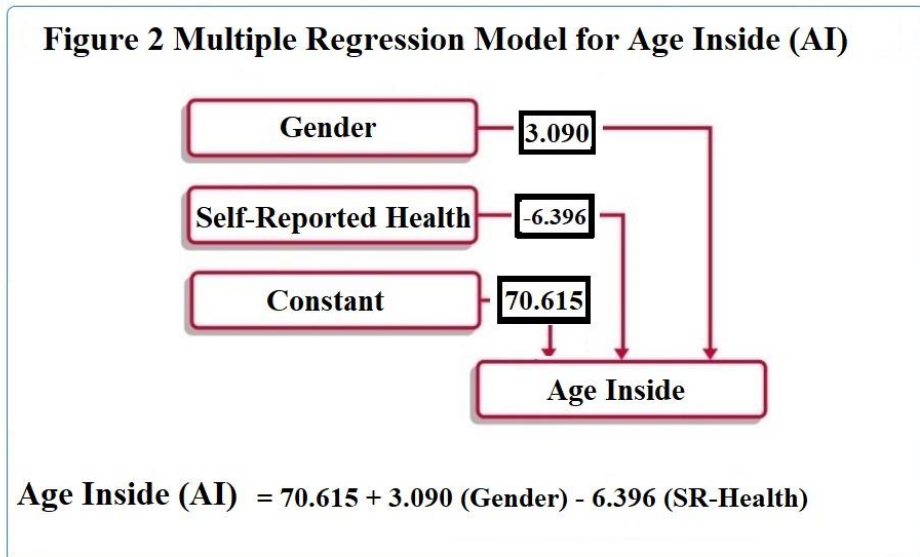 Figure 2 Multiple Regression Model for Age Inside (AI)
Gender
3.090
Self-Reported Health
-6.396
Constant
70.615
Age Inside
Age Inside (AI) = 70.615 + 3.090 (Gender) - 6.396 (SR-Health)